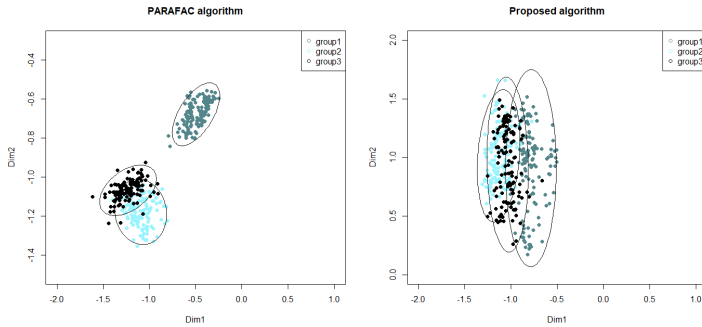 PARAFAC algorithm
group1
group2
group3
-0.4
-0.6
-0.8
-1.0
-1.2
-1.4
Dim2
-2.0 -1.5 -1.0 -0.5 0.0 0.5 1.0
Dim1
Proposed algorithm
group1
group2
group3
2.0
1.5
1.0
0.5
0.0
Dim2
-2.0 -1.5 -1.0 -0.5 0.0 0.5 1.0
Dim1